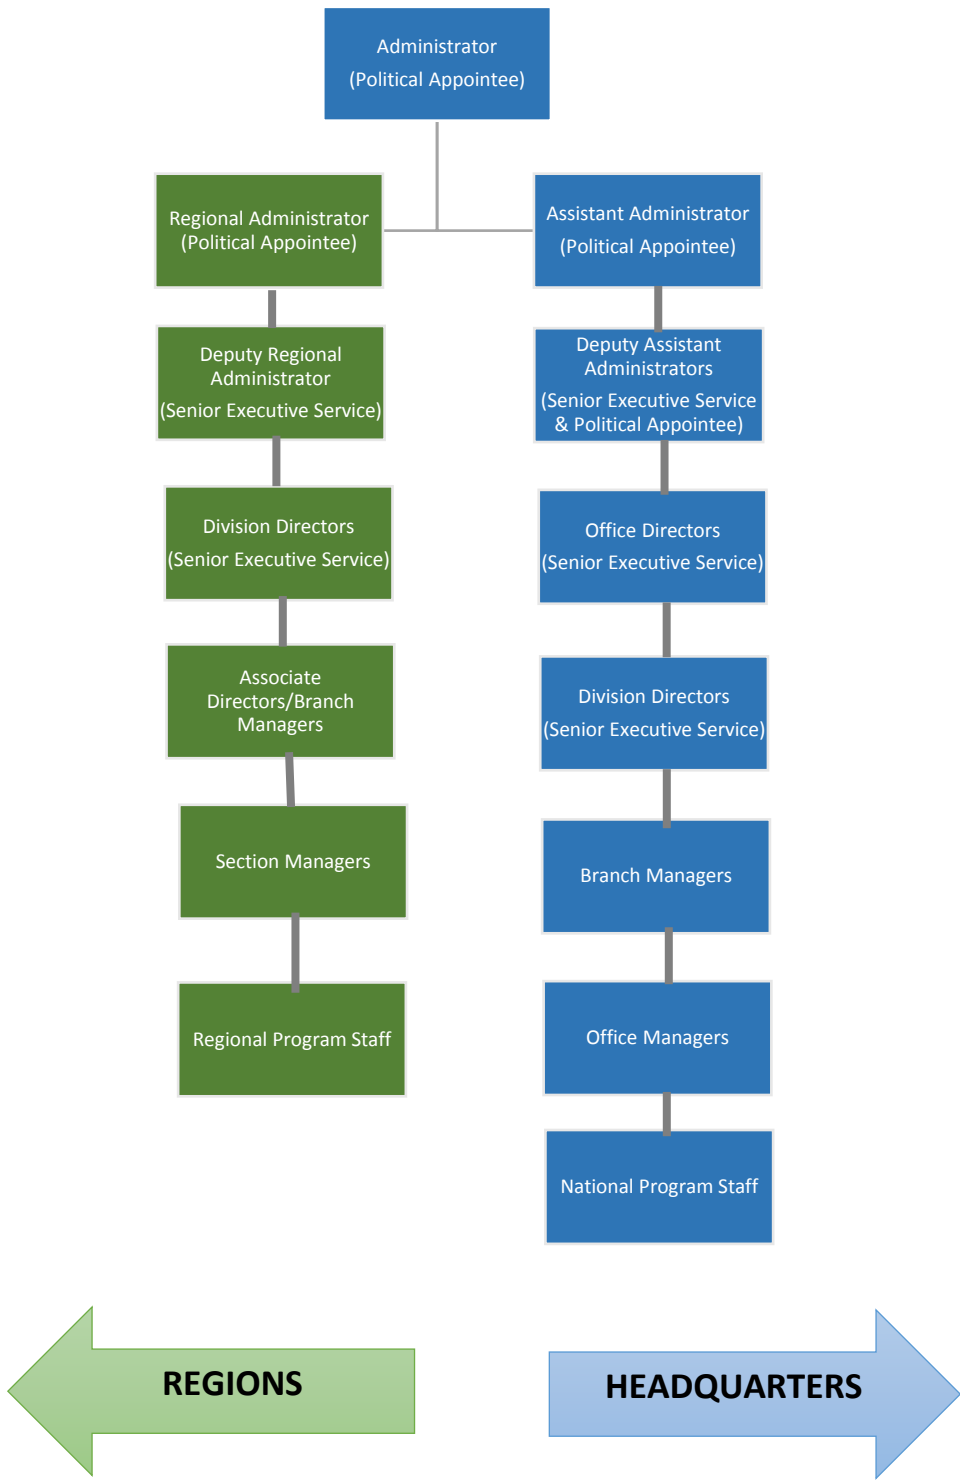 Administrator
(Political Appointee)
Regional Administrator
(Political Appointee)
Deputy Regional
Administrator
(Senior Executive Service)
Division Directors
(Senior Executive Service)
Associate
Directors/Branch
Managers
Section Managers
Regional Program Staff
Assistant Administrator
(Political Appointee)
Deputy Assistant
Administrators
(Senior Executive Service
& Political Appointee)
Office Directors
(Senior Executive Service)
Division Directors
(Senior Executive Service)
Branch Managers
Office Managers
National Program Staff
REGIONS
HEADQUARTERS